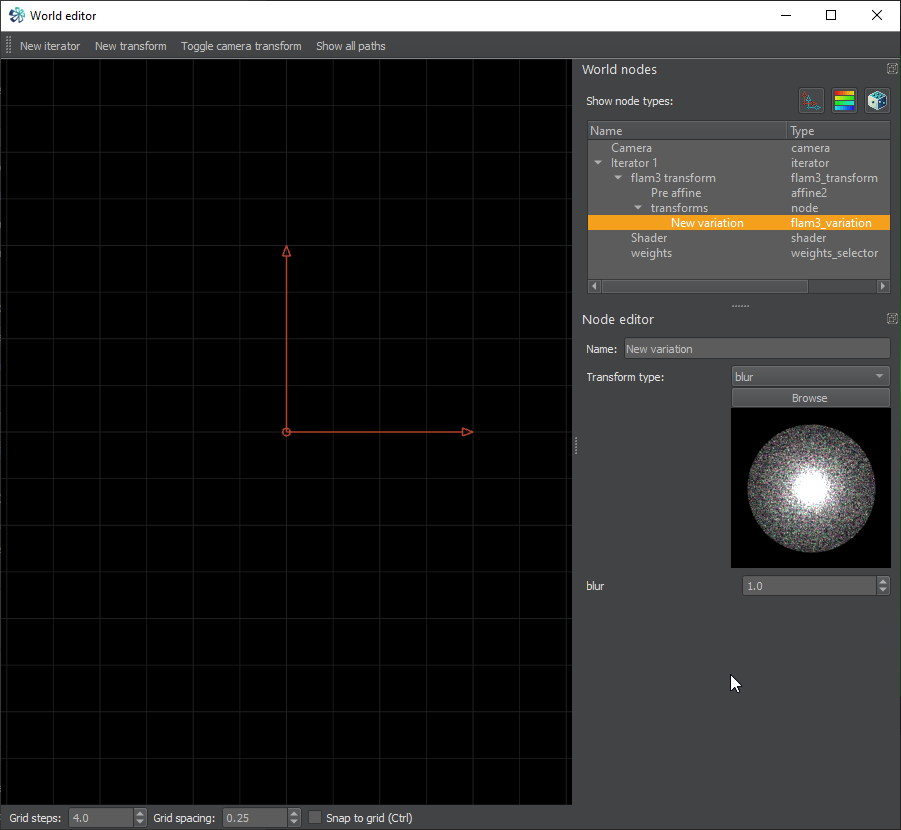 World editor
New iterator New transform Toggle camera transform Show all paths
World nodes
Show node types:
Name Type
Camera camera
Iterator 1 iterator
flam3 transform flam3_transform
Pre affine affine2
transforms node
New variation flam3_variation
Shader shader
weights weights_selector
Node editor
Name: New variation
Transform type: blur
Browse
blur 1.0
Grid steps: 4.0 Grid spacing: 0.25 Snap to grid (Ctrl)